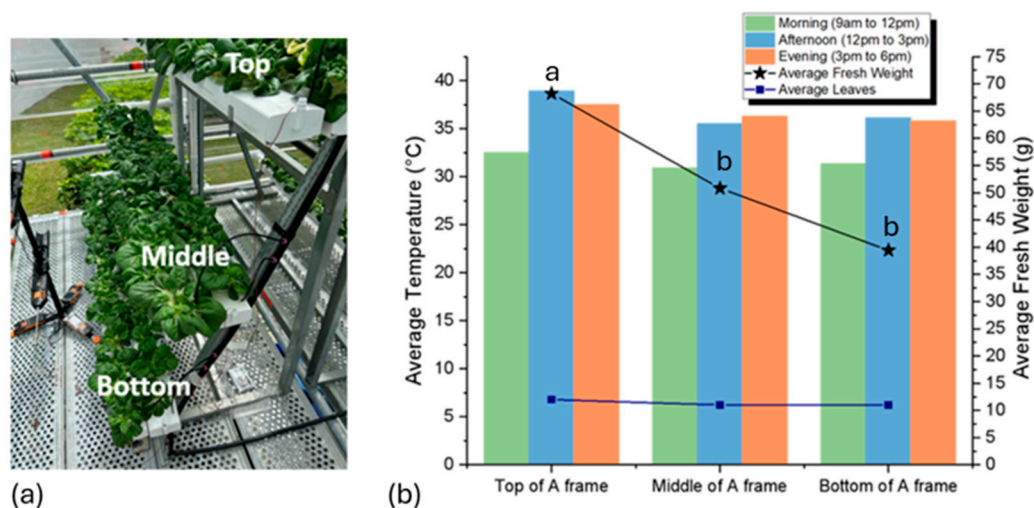 Top
Middle
Bottom
(a)
Morning (9am to 12pm)
Afternoon (12pm to 3pm)
Evening (3pm to 6pm)
Average Fresh Weight
Average Leaves
Average Temperature (°C)
40
35
30
25
20
15
10
5
0
a
b
b
75
70
65
60
55
50
45
40
35
30
25
20
15
10
5
0
Average Fresh Weight (g)
Top of A frame
Middle of A frame
Bottom of A frame
(b)